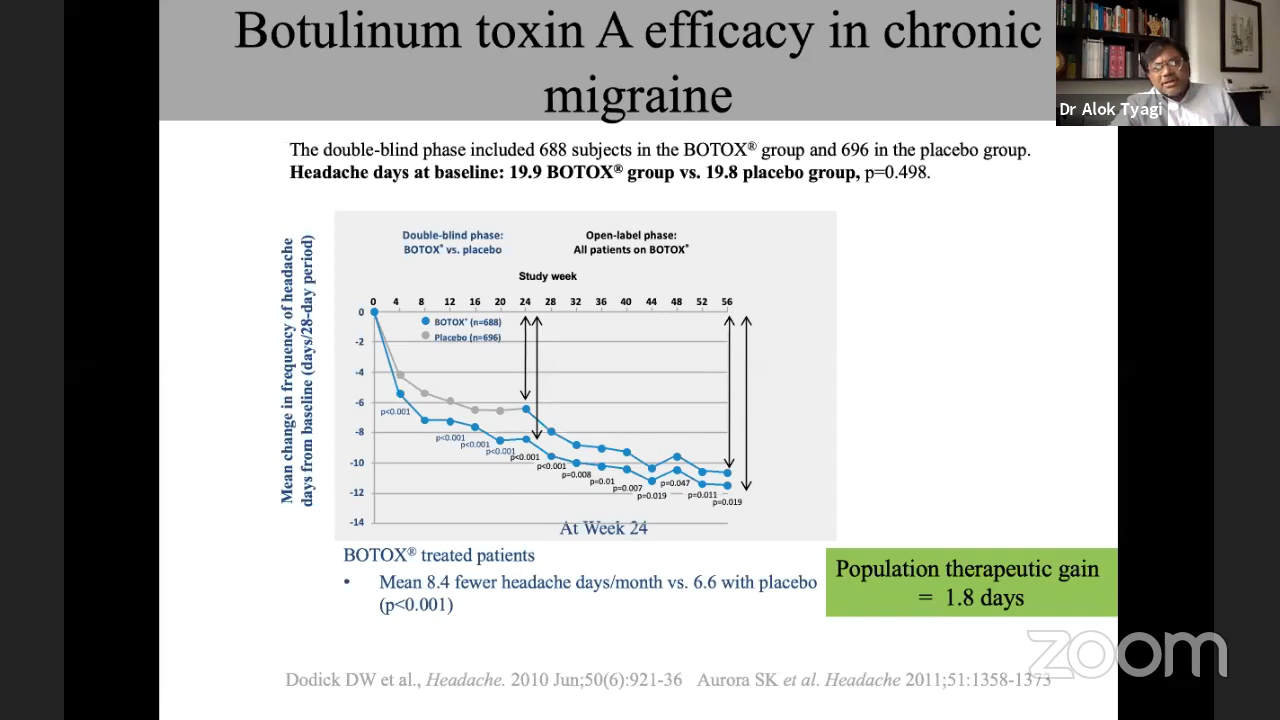 Botulinum toxin A efficacy in chronic
migraine
Dr Alok Tyagi
The double-blind phase included 688 subjects in the BOTOX® group and 696 in the placebo group.
Headache days at baseline: 19.9 BOTOX® group vs. 19.8 placebo group, p=0.498.
Mean change in frequency of headache
days from baseline (days/28-day period)
Double-blind phase:
BOTOX® vs. placebo
Open-label phase:
All patients on BOTOX®
Study week
0 4 8 12 16 20 24 28 32 36 40 44 48 52 56
0
-2
-4
-6
-8
-10
-12
-14
BOTOX® (n=688)
Placebo (n=696)
p<0.001
p<0.001
p<0.001
p<0.001
p<0.001
p<0.001
p=0.008
p=0.01
p=0.007
p=0.019
p=0.047
p=0.011
p=0.019
At Week 24
BOTOX® treated patients
• Mean 8.4 fewer headache days/month vs. 6.6 with placebo
(p<0.001)
Population therapeutic gain
= 1.8 days
zoom
Dodick DW et al., Headache. 2010 Jun;50(6):921-36 Aurora SK et al. Headache 2011;51:1358-1373